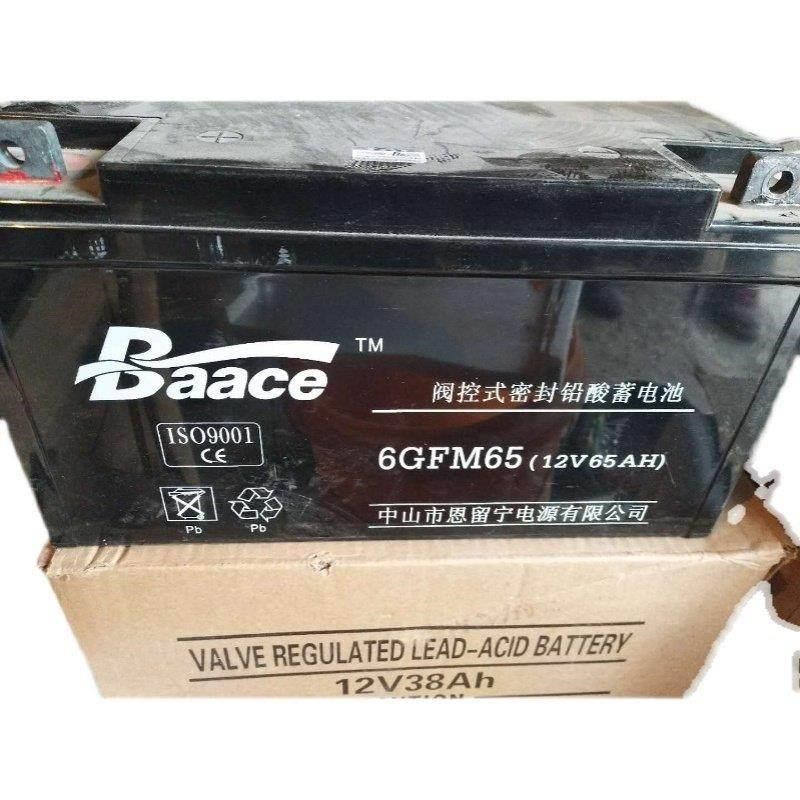 Baace TM
阀控式密封铅酸蓄电池
ISO9001
CE
6GFM65 (12V65AH)
Pb Pb
中山市恩留宁电源有限公司
VALVE REGULATED LEAD-ACID BATTERY
12V38Ah